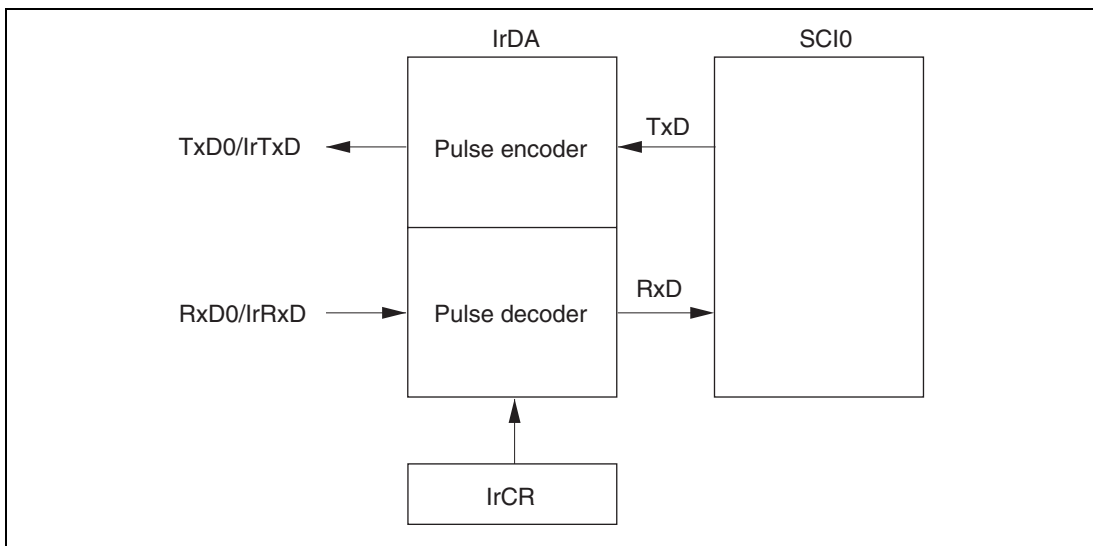 IrDA
SCI0
TxD0/IrTxD
Pulse encoder
TxD
RxD0/IrRxD
Pulse decoder
RxD
IrCR